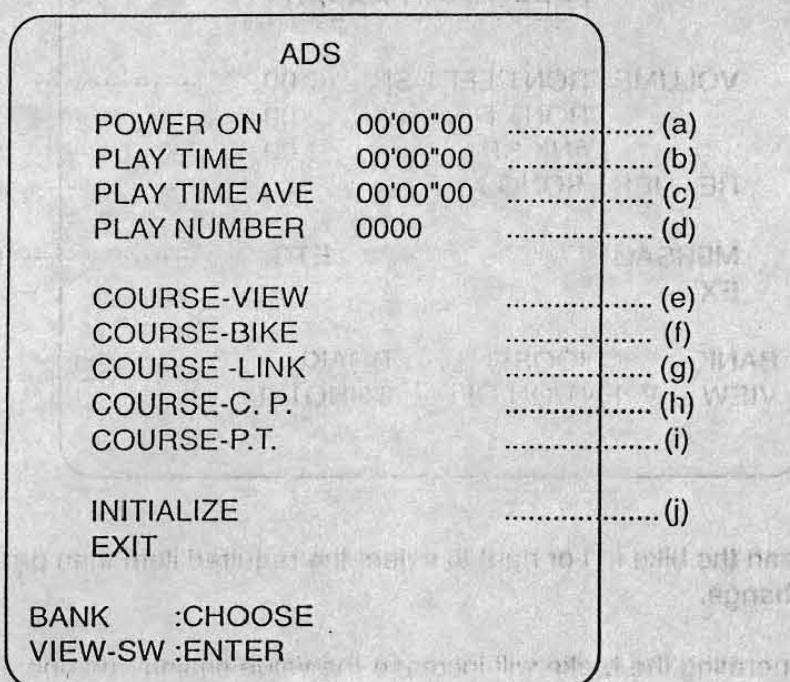 ADS
POWER ON 00'00"00 .................... (a)
PLAY TIME 00'00"00 .................... (b)
PLAY TIME AVE 00'00"00 .................... (c)
PLAY NUMBER 0000 .................... (d)
COURSE-VIEW .................... (e)
COURSE-BIKE .................... (f)
COURSE -LINK .................... (g)
COURSE-C. P. .................... (h)
COURSE-P.T. .................... (i)
INITIALIZE .................... (j)
EXIT
BANK :CHOOSE
VIEW-SW :ENTER